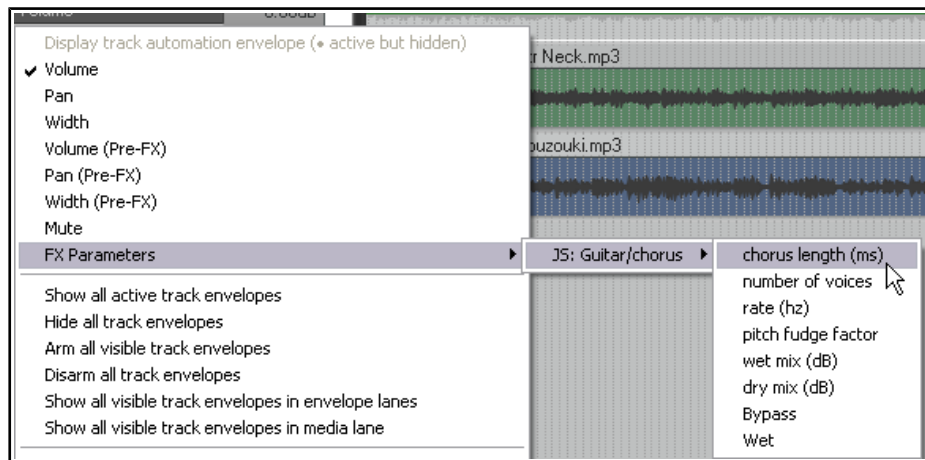 Volume 0.00dB
Display track automation envelope (• active but hidden)
Volume
Pan
Width
Volume (Pre-FX)
Pan (Pre-FX)
Width (Pre-FX)
Mute
FX Parameters
Show all active track envelopes
Hide all track envelopes
Arm all visible track envelopes
Disarm all track envelopes
Show all visible track envelopes in envelope lanes
Show all visible track envelopes in media lane
r Neck.mp3
ouzouki.mp3
JS: Guitar/chorus
chorus length (ms)
number of voices
rate (hz)
pitch fudge factor
wet mix (dB)
dry mix (dB)
Bypass
Wet